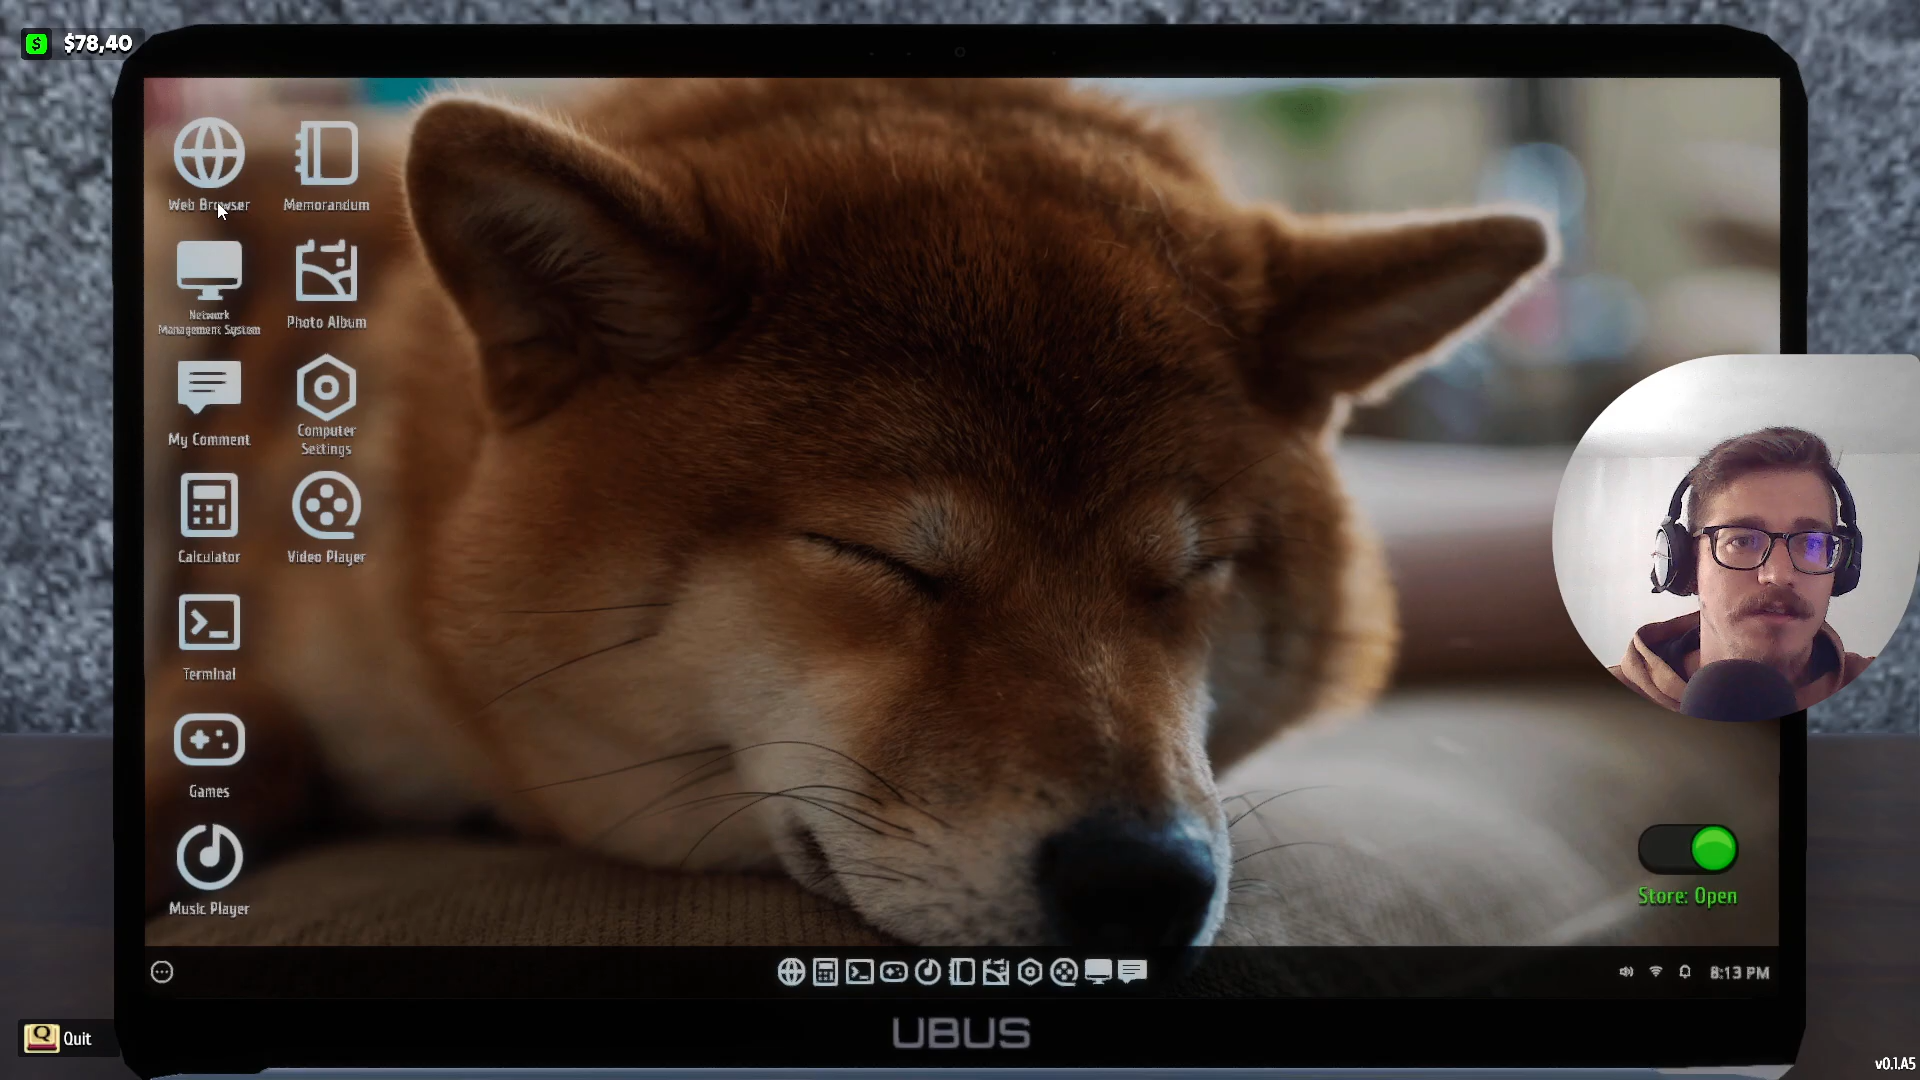 $78,40
Web Browser
Memorandum
Network
Management System
Photo Album
My Comment
Computer
Settings
Calculator
Video Player
Terminal
Games
Music Player
Store: Open
8:13 PM
UBUS
Q
Quit
v0.1.A5